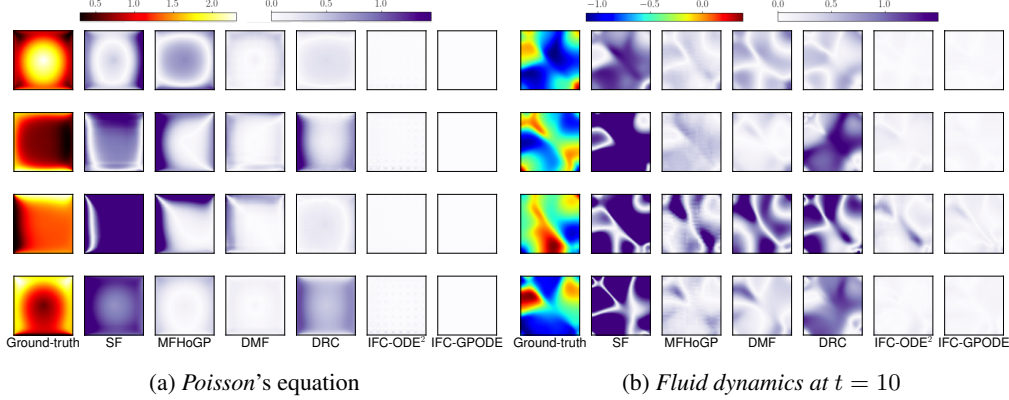 0.5 1.0 1.5 2.0 0.0 0.5 1.0
−1.0 −0.5 0.0 0.0 0.5 1.0
Ground-truth SF MFHoGP DMF DRC IFC-ODE² IFC-GPODE
Ground-truth SF MFHoGP DMF DRC IFC-ODE² IFC-GPODE
(a) Poisson's equation
(b) Fluid dynamics at t = 10